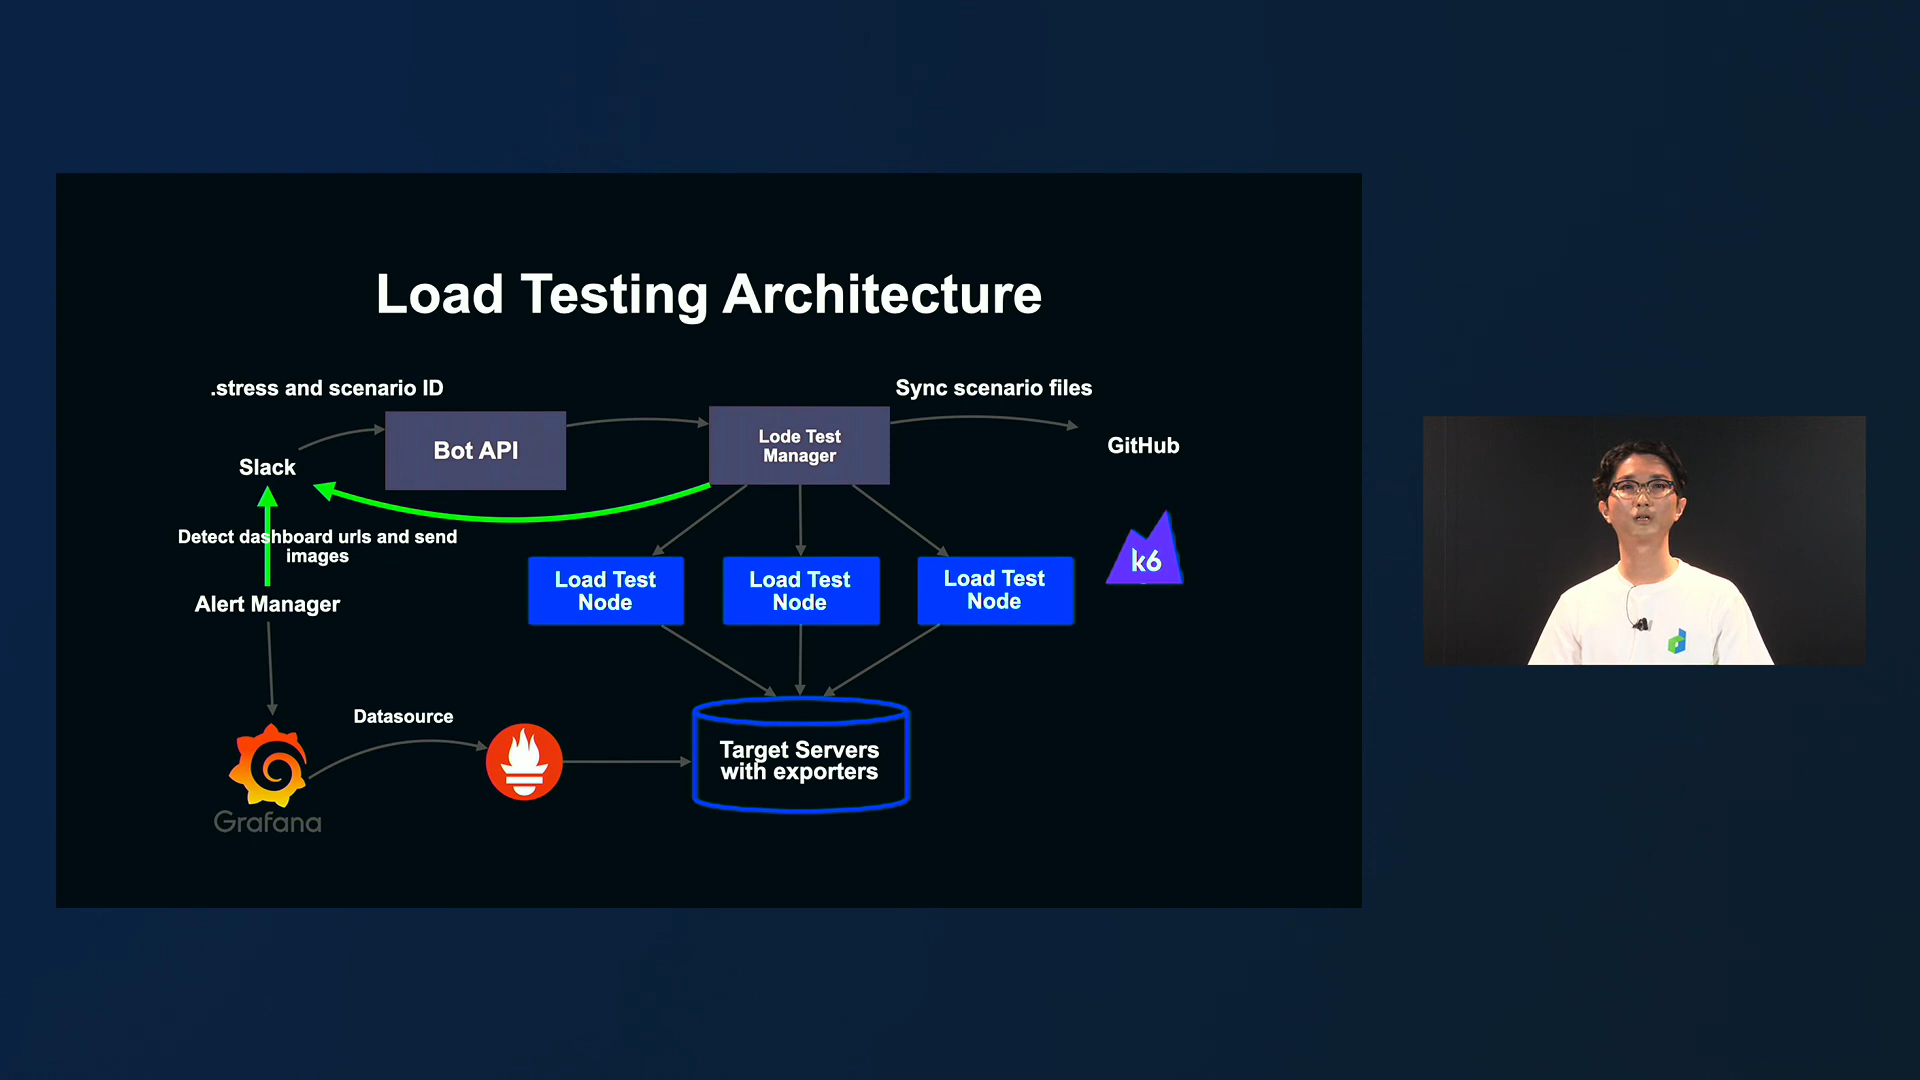 Load Testing Architecture
.stress and scenario ID
Sync scenario files
Bot API
Lode Test
Manager
GitHub
Slack
Detect dashboard urls and send
images
k6
Load Test
Node
Load Test
Node
Load Test
Node
Alert Manager
Datasource
Target Servers
with exporters
Grafana